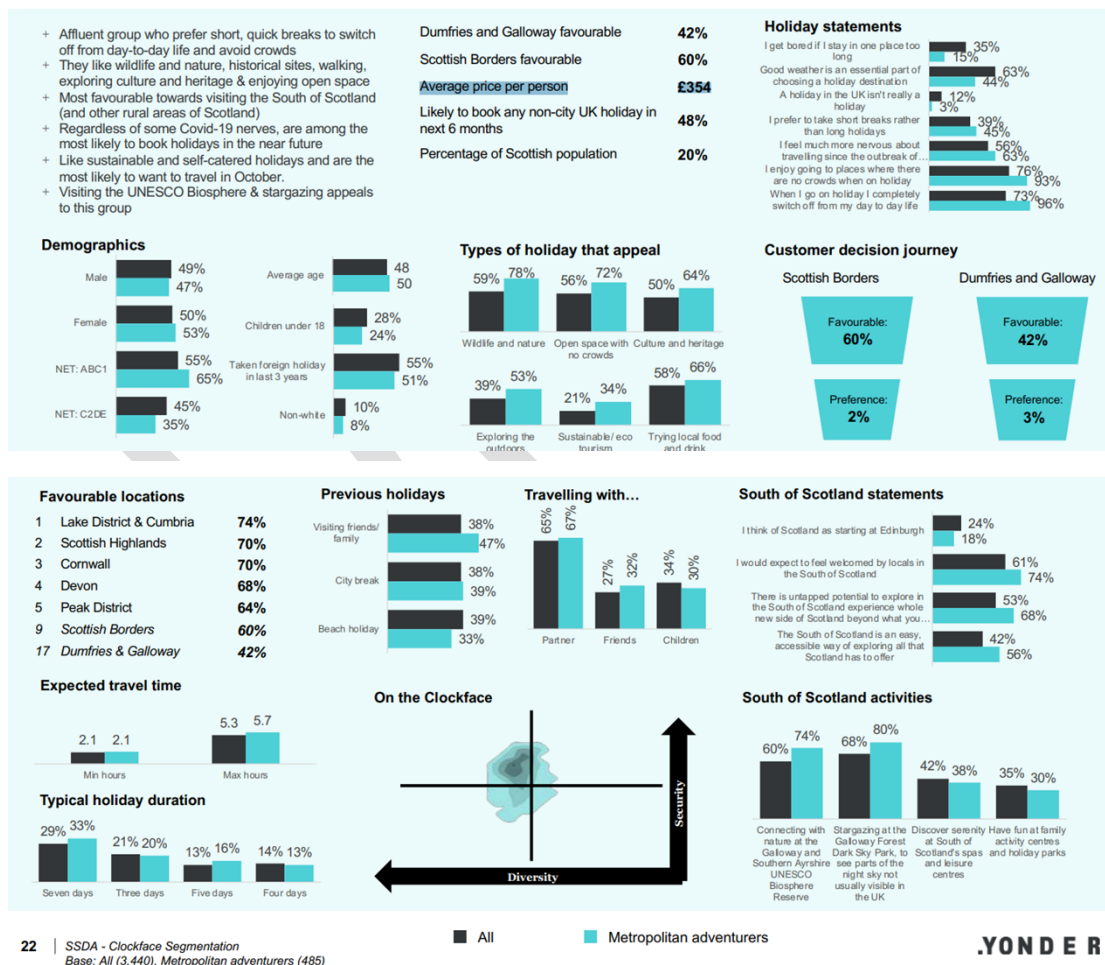 + Affluent group who prefer short, quick breaks to switch
off from day-to-day life and avoid crowds
+ They like wildlife and nature, historical sites, walking,
exploring culture and heritage & enjoying open space
+ Most favourable towards visiting the South of Scotland
(and other rural areas of Scotland)
+ Regardless of some Covid-19 nerves, are among the
most likely to book holidays in the near future
+ Like sustainable and self-catered holidays and are the
most likely to want to travel in October.
+ Visiting the UNESCO Biosphere & stargazing appeals
to this group
Dumfries and Galloway favourable 42%
Scottish Borders favourable 60%
Average price per person £354
Likely to book any non-city UK holiday in
next 6 months 48%
Percentage of Scottish population 20%
Holiday statements
I get bored if I stay in one place too
long
35%
15%
Good weather is an essential part of
choosing a holiday destination
63%
44%
A holiday in the UK isn't really a
holiday
12%
3%
I prefer to take short breaks rather
than long holidays
39%
45%
I feel much more nervous about
travelling since the outbreak of…
56%
63%
I enjoy going to places where there
are no crowds when on holiday
76%
93%
When I go on holiday I completely
switch off from my day to day life
73%
96%
Demographics
Male
49%
47%
Female
50%
53%
NET: ABC1
55%
65%
NET: C2DE
45%
35%
Average age
48
50
Children under 18
28%
24%
Taken foreign holiday
in last 3 years
55%
51%
Non-white
10%
8%
Types of holiday that appeal
59% 78% 56% 72% 50% 64%
Wildlife and nature
Open space with
no crowds
Culture and heritage
39% 53% 21% 34% 58% 66%
Exploring the
outdoors
Sustainable/ eco
tourism
Trying local food
and drink
Customer decision journey
Scottish Borders
Favourable:
60%
Preference:
2%
Dumfries and Galloway
Favourable:
42%
Preference:
3%
Favourable locations
1 Lake District & Cumbria 74%
2 Scottish Highlands 70%
3 Cornwall 70%
4 Devon 68%
5 Peak District 64%
9 Scottish Borders 60%
17 Dumfries & Galloway 42%
Previous holidays
Visiting friends/
family
38%
47%
City break
38%
39%
Beach holiday
39%
33%
Travelling with…
65% 67% 27% 32% 34% 30%
Partner Friends Children
South of Scotland statements
I think of Scotland as starting at Edinburgh
24%
18%
I would expect to feel welcomed by locals in
the South of Scotland
61%
74%
There is untapped potential to explore in
the South of Scotland experience whole
new side of Scotland beyond what you…
53%
68%
The South of Scotland is an easy,
accessible way of exploring all that
Scotland has to offer
42%
56%
Expected travel time
2.1 2.1 5.3 5.7
Min hours Max hours
Typical holiday duration
29% 33% 21% 20% 13% 16% 14% 13%
Seven days Three days Five days Four days
On the Clockface
Security
Diversity
South of Scotland activities
60% 74% 68% 80% 42% 38% 35% 30%
Connecting with
nature at the
Galloway and
Southern Ayrshire
UNESCO
Biosphere
Reserve
Stargazing at the
Galloway Forest
Dark Sky Park, to
see parts of the
night sky not
usually visible in
the UK
Discover serenity
at South of
Scotland's spas
and leisure
centres
Have fun at family
activity centres
and holiday parks
22
SSDA - Clockface Segmentation
Base: All (3,440), Metropolitan adventurers (485)
All
Metropolitan adventurers
.YONDER